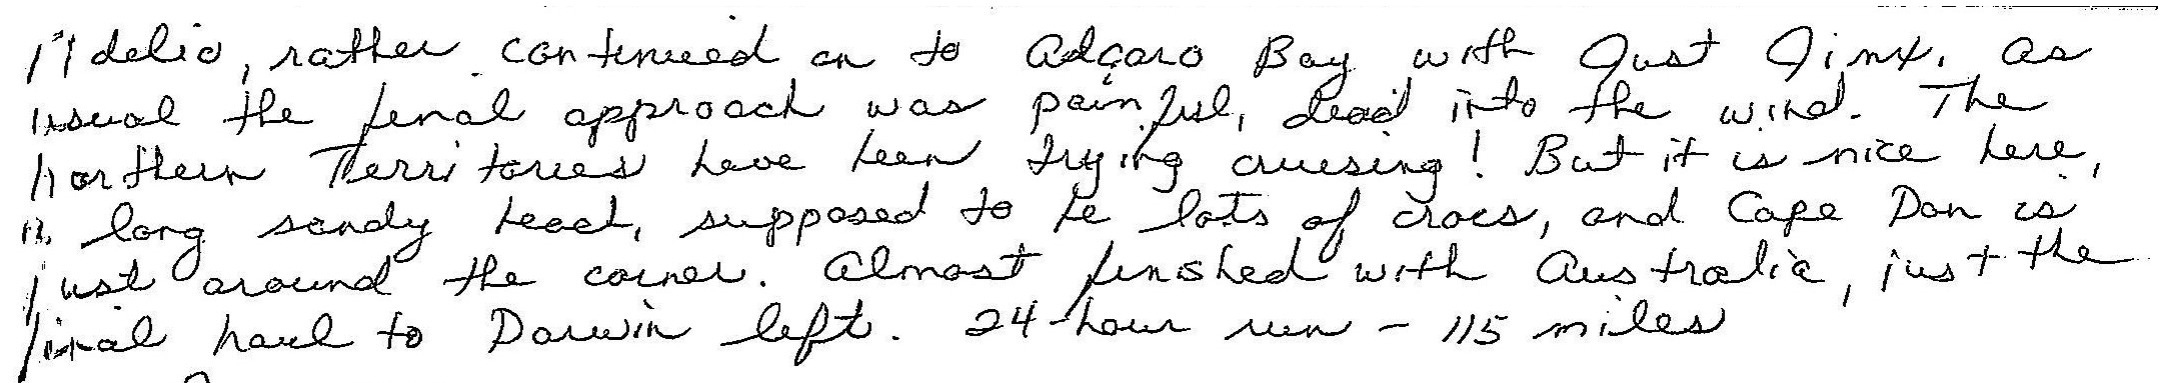 Fidelio, rather continued on to Alcaro Bay with Just Jinx. As
usual the final approach was painful, dead into the wind. The
Northern Territories have been trying cruising! But it is nice here,
long sandy beach, supposed to be lots of crocs, and Cape Don is
just around the corner. Almost finished with Australia, just the
final haul to Darwin left. 24-hour run - 115 miles